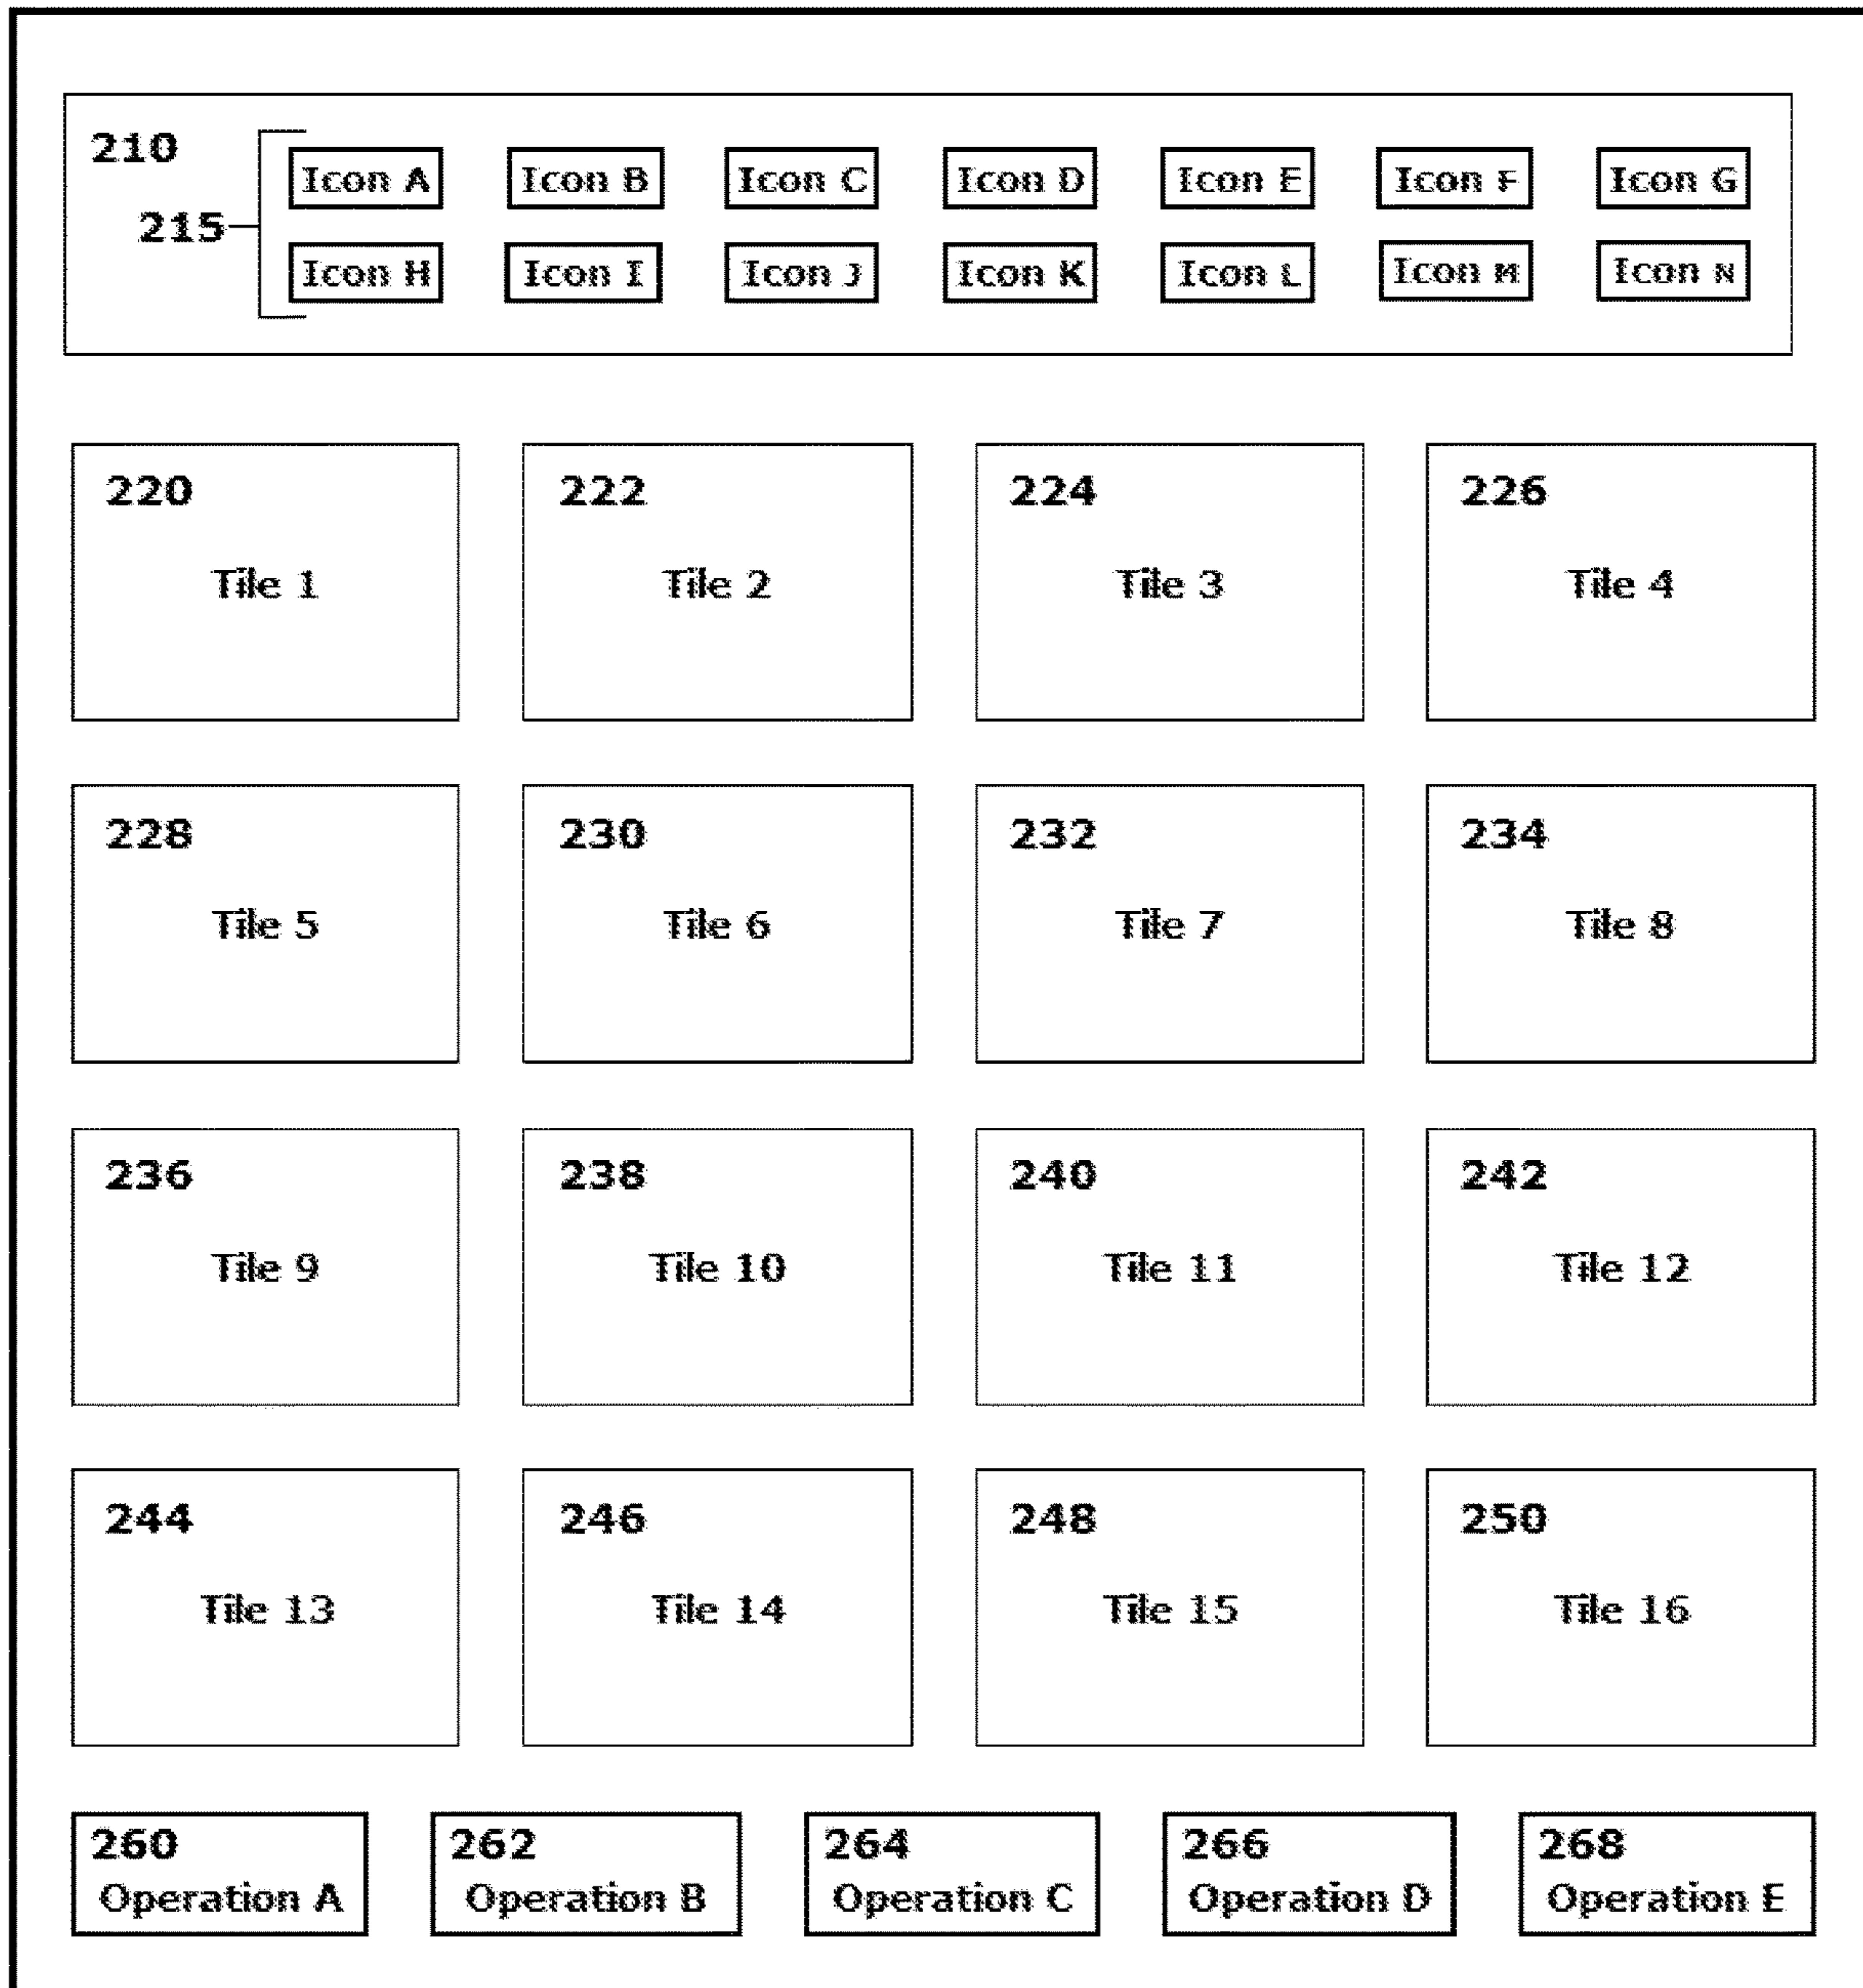 210
Icon A Icon B Icon C Icon D Icon E Icon F Icon G
215
Icon H Icon I Icon J Icon K Icon L Icon M Icon N
220 222 224 226
Tile 1 Tile 2 Tile 3 Tile 4
228 230 232 234
Tile 5 Tile 6 Tile 7 Tile 8
236 238 240 242
Tile 9 Tile 10 Tile 11 Tile 12
244 246 248 250
Tile 13 Tile 14 Tile 15 Tile 16
260 262 264 266 268
Operation A Operation B Operation C Operation D Operation E